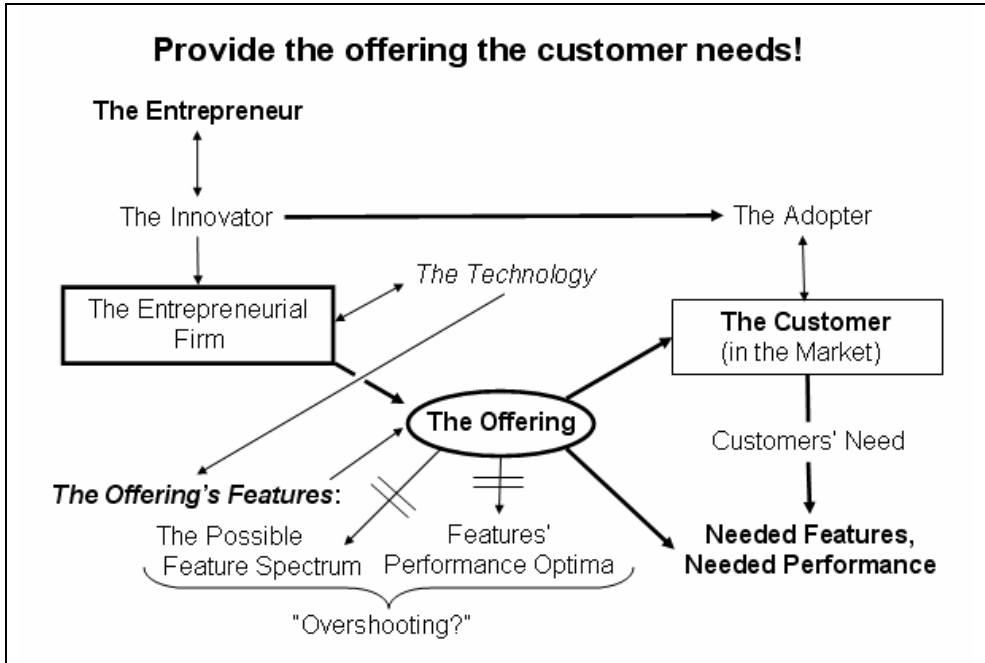 Provide the offering the customer needs!
The Entrepreneur
The Innovator
The Adopter
The Technology
The Entrepreneurial
Firm
The Customer
(in the Market)
The Offering
Customers' Need
The Offering's Features:
The Possible
Feature Spectrum
Features'
Performance Optima
Needed Features,
Needed Performance
"Overshooting?"